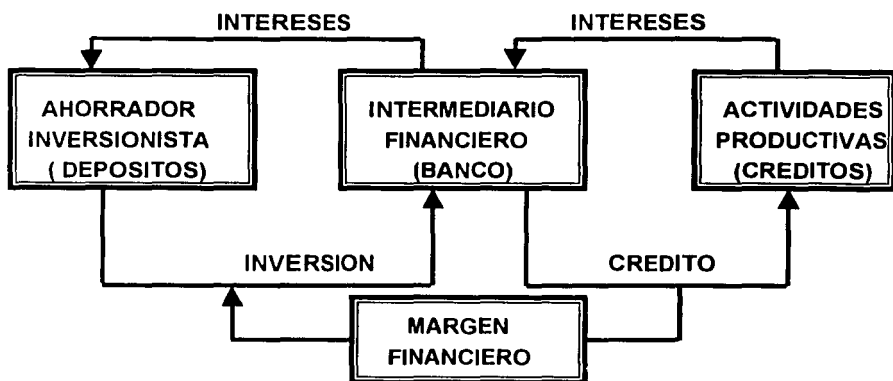 INTERESES
INTERESES
AHORRADOR
INVERSIONISTA
( DEPOSITOS)
INTERMEDIARIO
FINANCIERO
(BANCO)
ACTIVIDADES
PRODUCTIVAS
(CREDITOS)
INVERSION
CREDITO
MARGEN
FINANCIERO